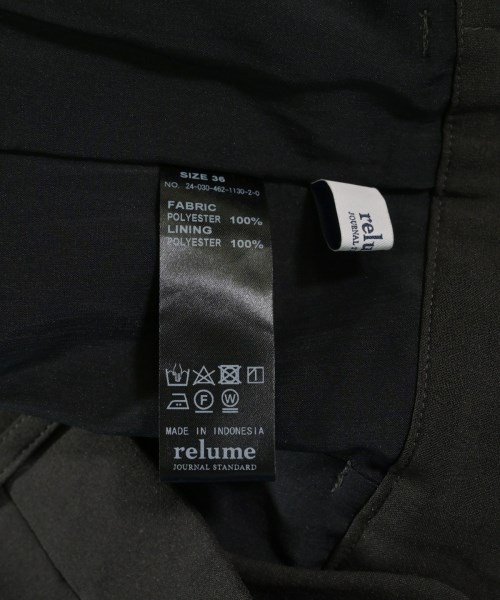 SIZE 36
NO. 24-030-462-1130-2-0
FABRIC
POLYESTER 100%
LINING
POLYESTER 100%
F W
MADE IN INDONESIA
relume
JOURNAL STANDARD
relume
JOURNAL